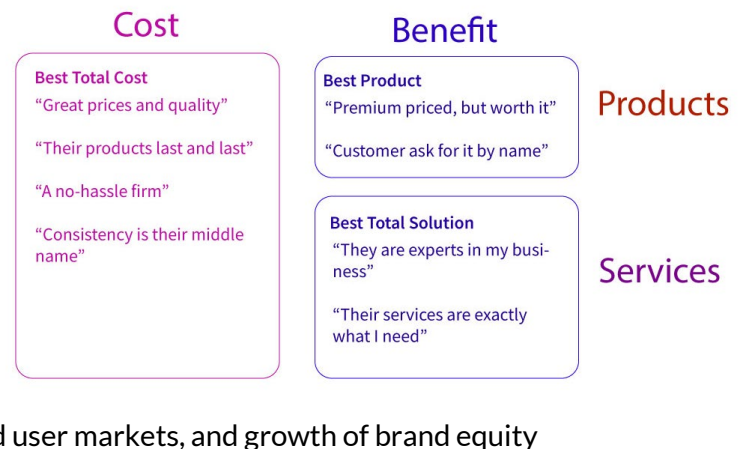 Cost
Benefit
Best Total Cost
“Great prices and quality”
“Their products last and last”
“A no-hassle firm”
“Consistency is their middle
name”
Best Product
“Premium priced, but worth it”
“Customer ask for it by name”
Products
Best Total Solution
“They are experts in my busi-
ness”
“Their services are exactly
what I need”
Services
user markets, and growth of brand equity